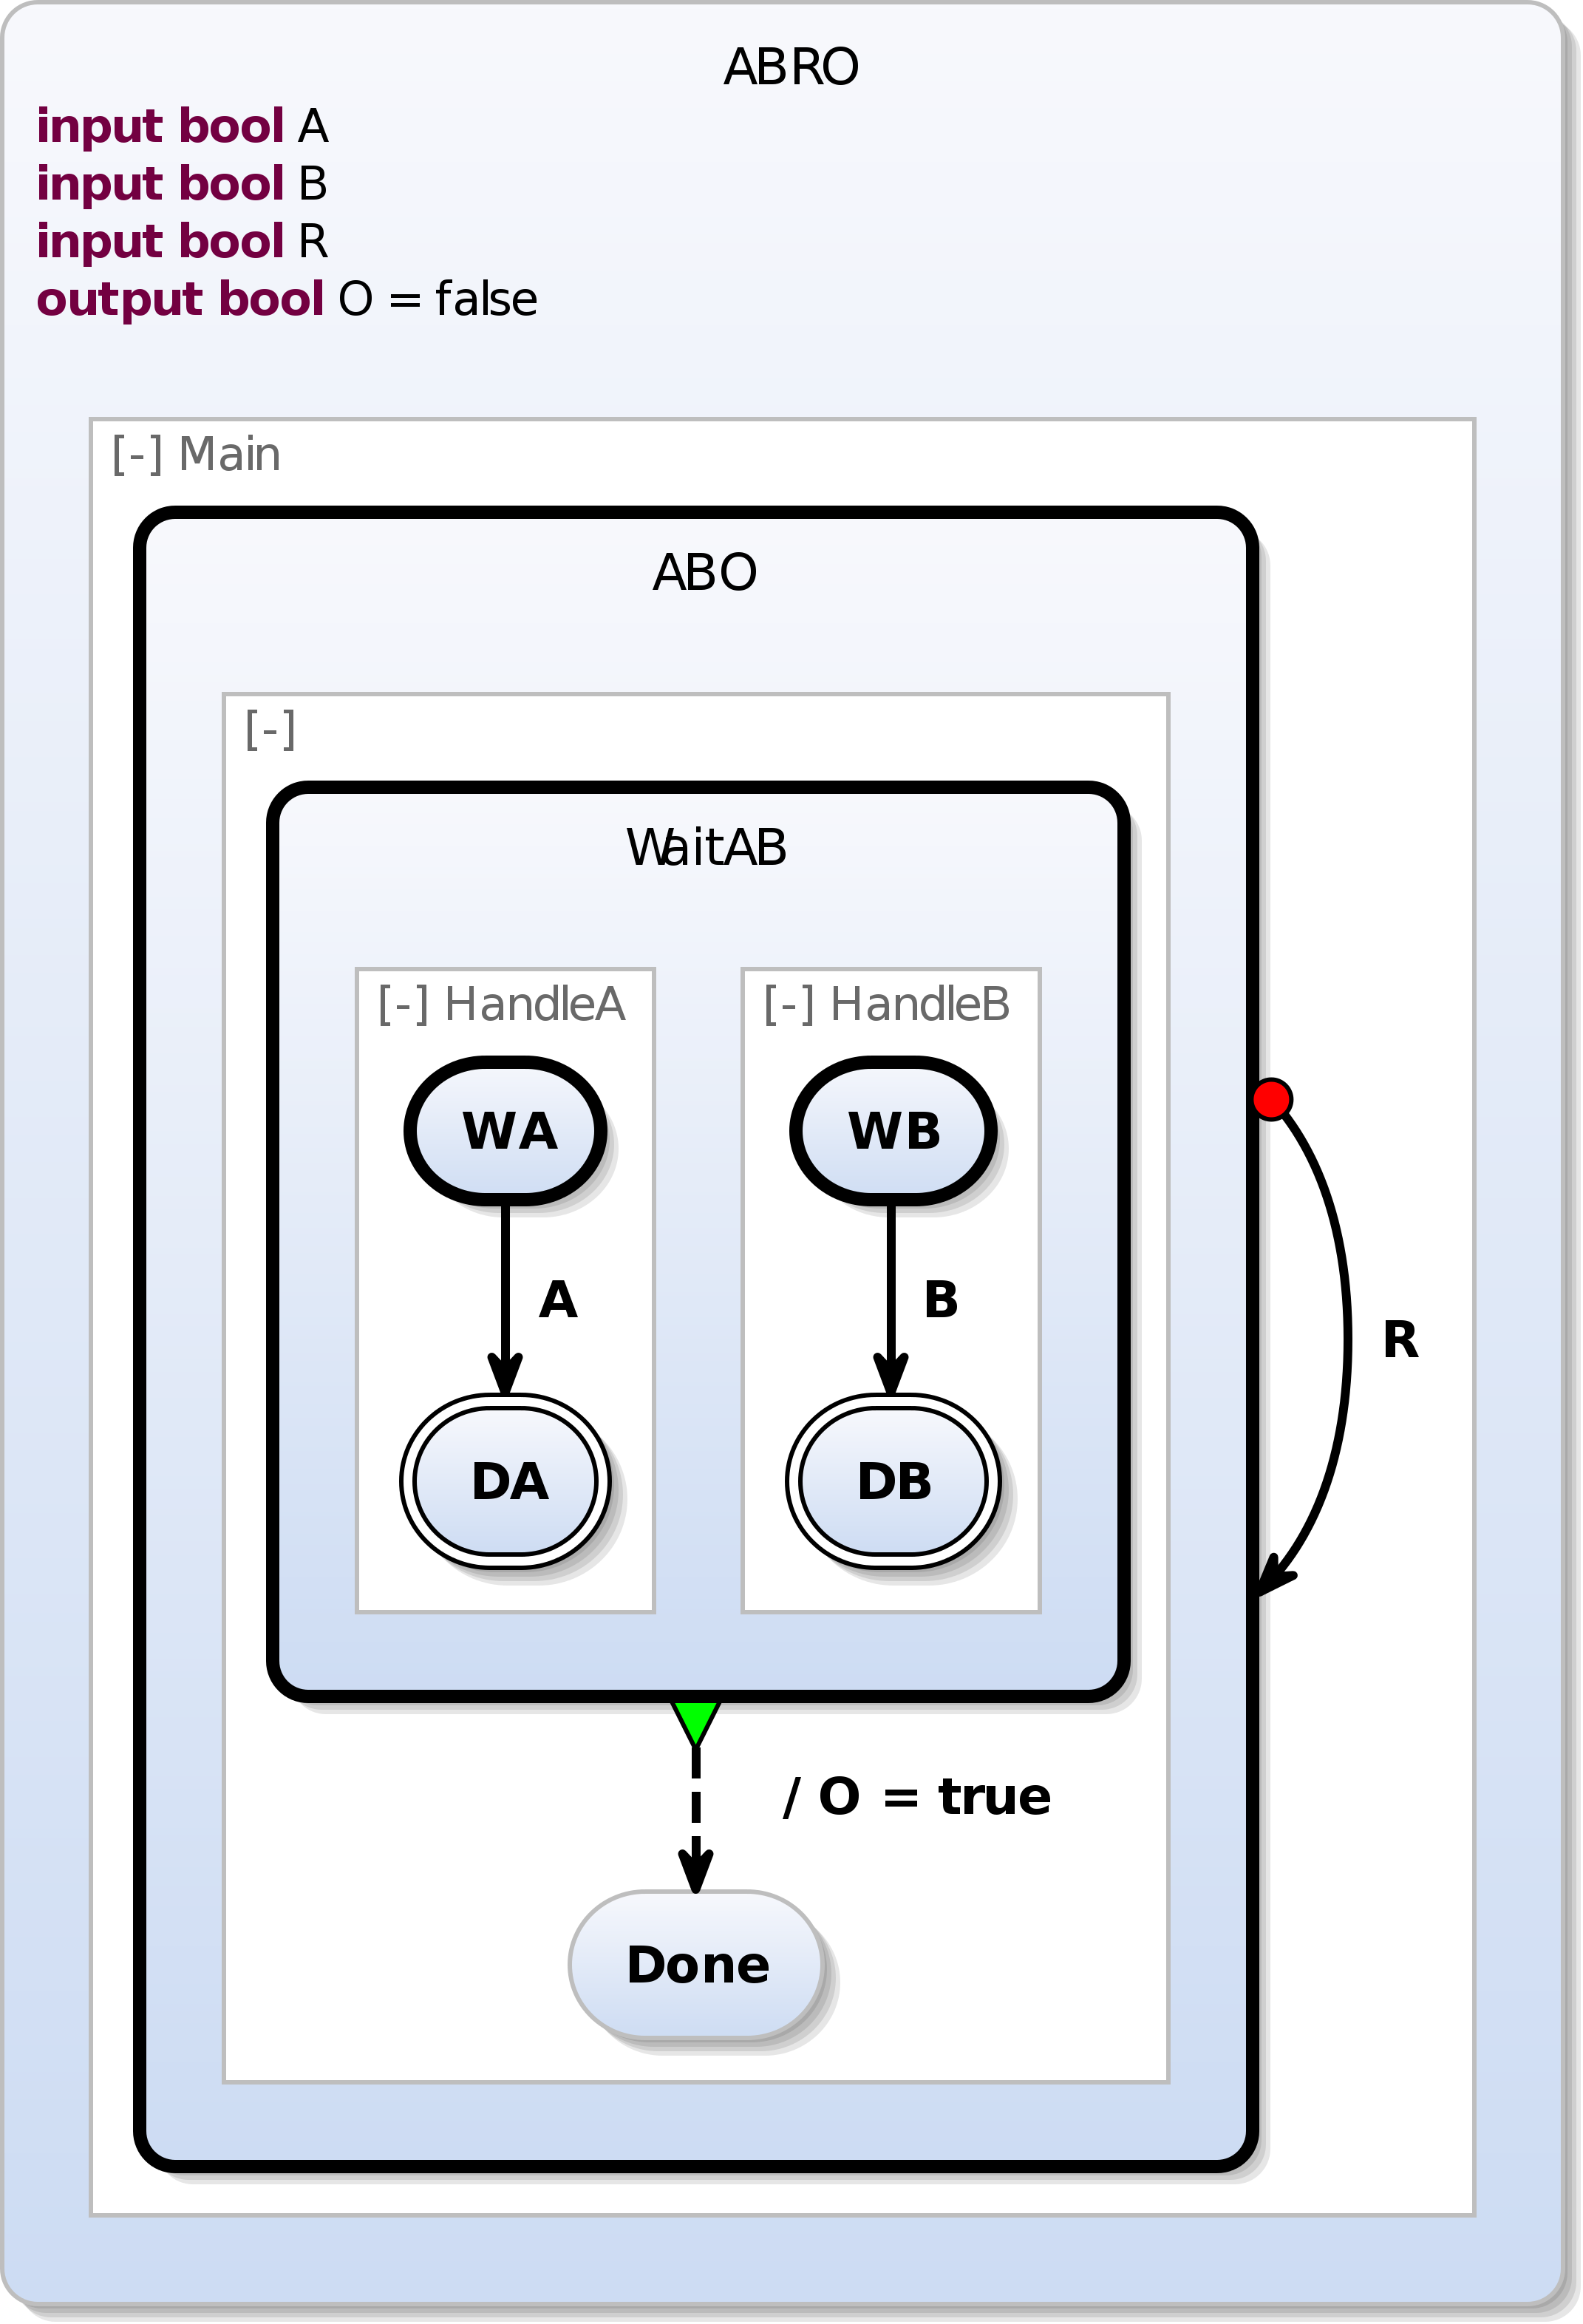 ABRO
input bool A
input bool B
input bool R
output bool O = false
[-] Main
ABO
[-]
WaitAB
[-] HandleA
[-] HandleB
WA
WB
A
B
R
DA
DB
/ O = true
Done